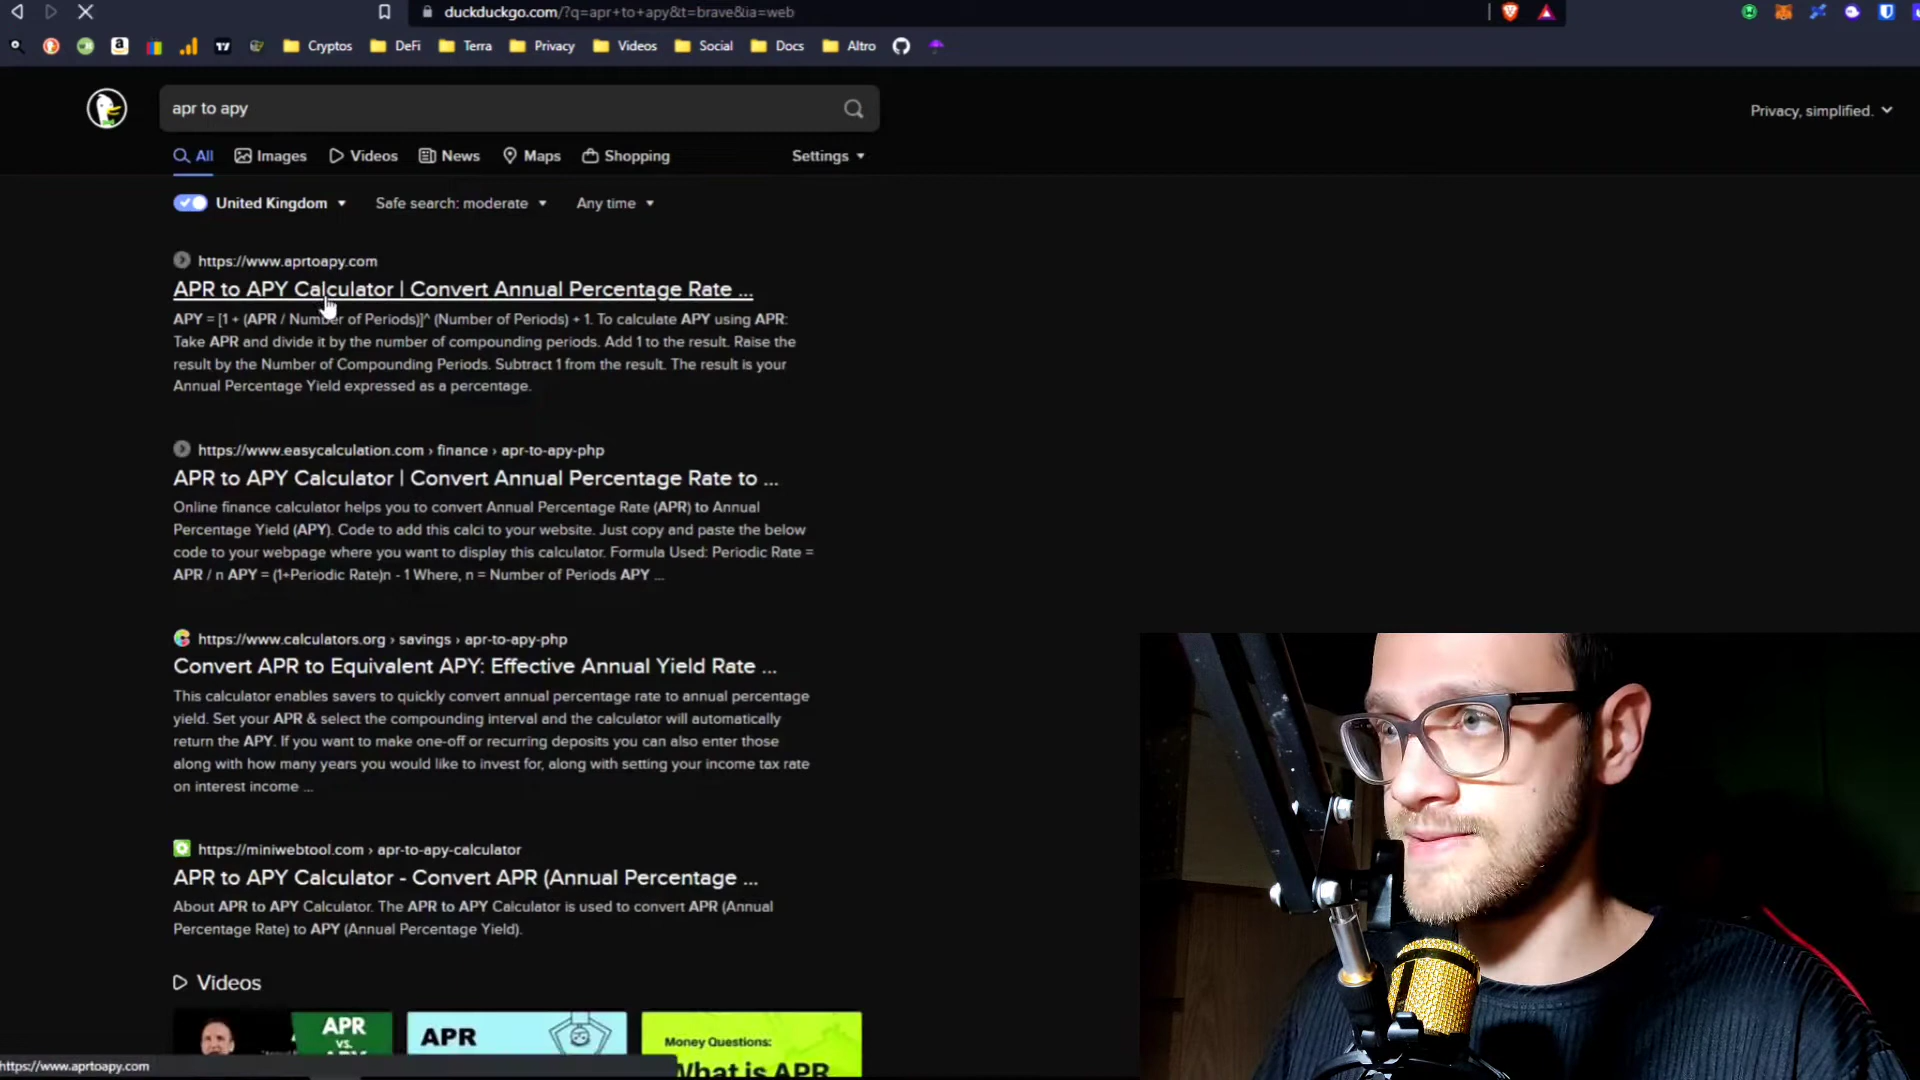 duckduckgo.com/?q=apr+to+apy&t=brave&ia=web
Cryptos DeFi Terra Privacy Videos Social Docs Altro
apr to apy
Privacy, simplified.
All Images Videos News Maps Shopping Settings
United Kingdom Safe search: moderate Any time
https://www.aprtoapy.com
APR to APY Calculator | Convert Annual Percentage Rate ...
APY = [1 + (APR / Number of Periods)]^ (Number of Periods) + 1. To calculate APY using APR:
Take APR and divide it by the number of compounding periods. Add 1 to the result. Raise the
result by the Number of Compounding Periods. Subtract 1 from the result. The result is your
Annual Percentage Yield expressed as a percentage.
https://www.easycalculation.com › finance › apr-to-apy-php
APR to APY Calculator | Convert Annual Percentage Rate to ...
Online finance calculator helps you to convert Annual Percentage Rate (APR) to Annual
Percentage Yield (APY). Code to add this calci to your website. Just copy and paste the below
code to your webpage where you want to display this calculator. Formula Used: Periodic Rate =
APR / n APY = (1+Periodic Rate)n - 1 Where, n = Number of Periods APY ...
https://www.calculators.org › savings › apr-to-apy-php
Convert APR to Equivalent APY: Effective Annual Yield Rate ...
This calculator enables savers to quickly convert annual percentage rate to annual percentage
yield. Set your APR & select the compounding interval and the calculator will automatically
return the APY. If you want to make one-off or recurring deposits you can also enter those
along with how many years you would like to invest for, along with setting your income tax rate
on interest income ...
https://miniwebtool.com › apr-to-apy-calculator
APR to APY Calculator - Convert APR (Annual Percentage ...
About APR to APY Calculator. The APR to APY Calculator is used to convert APR (Annual
Percentage Rate) to APY (Annual Percentage Yield).
Videos
APR
vs.
APR
Money Questions:
What is APR
https://www.aprtoapy.com